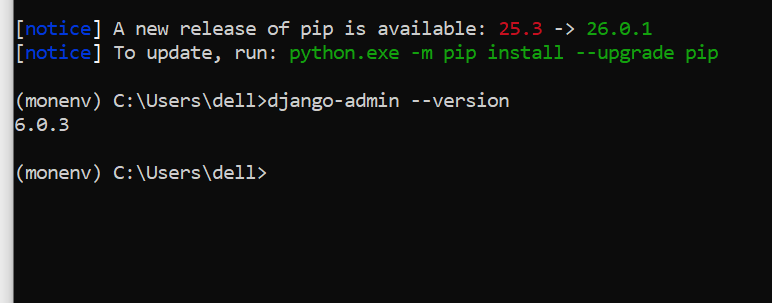 [notice] A new release of pip is available: 25.3 -> 26.0.1
[notice] To update, run: python.exe -m pip install --upgrade pip
(monenv) C:\Users\dell>django-admin --version
6.0.3
(monenv) C:\Users\dell>